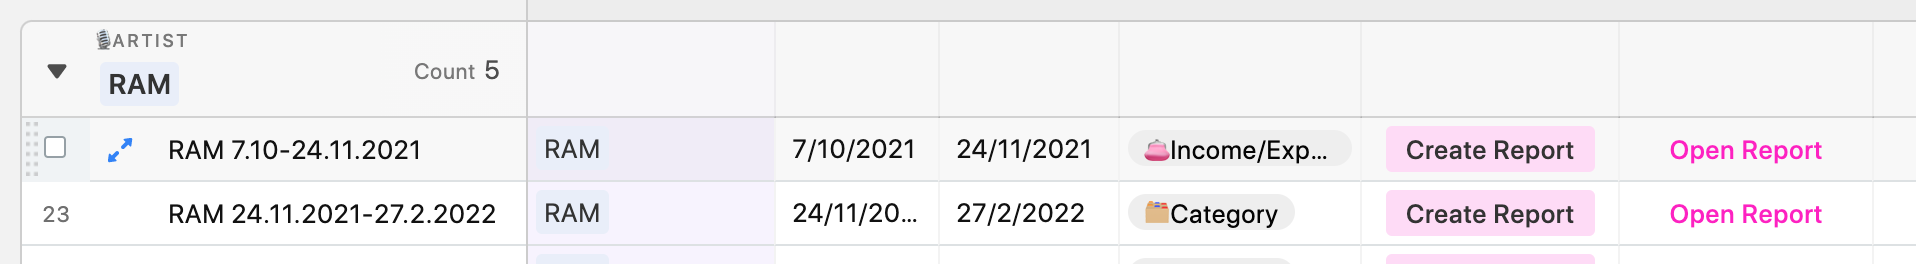 ARTIST
RAM Count 5
RAM 7.10-24.11.2021 RAM 7/10/2021 24/11/2021 Income/Exp... Create Report Open Report
23 RAM 24.11.2021-27.2.2022 RAM 24/11/20... 27/2/2022 Category Create Report Open Report